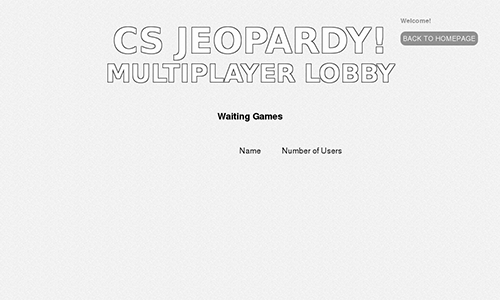 Welcome!
CS JEOPARDY!
BACK TO HOMEPAGE
MULTIPLAYER LOBBY
Waiting Games
Name Number of Users